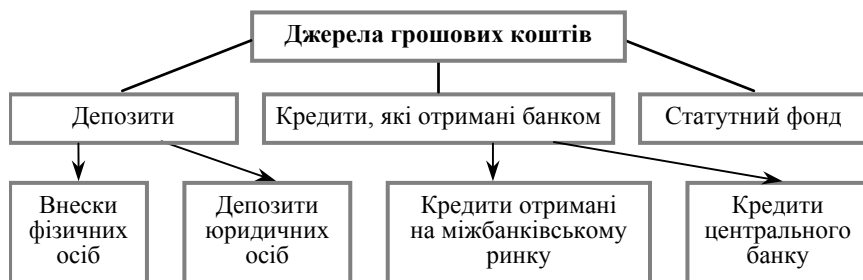 Джерела грошових коштів
Депозити
Кредити, які отримані банком
Статутний фонд
Внески
фізичних
осіб
Депозити
юридичних
осіб
Кредити отримані
на міжбанківському
ринку
Кредити
центрального
банку